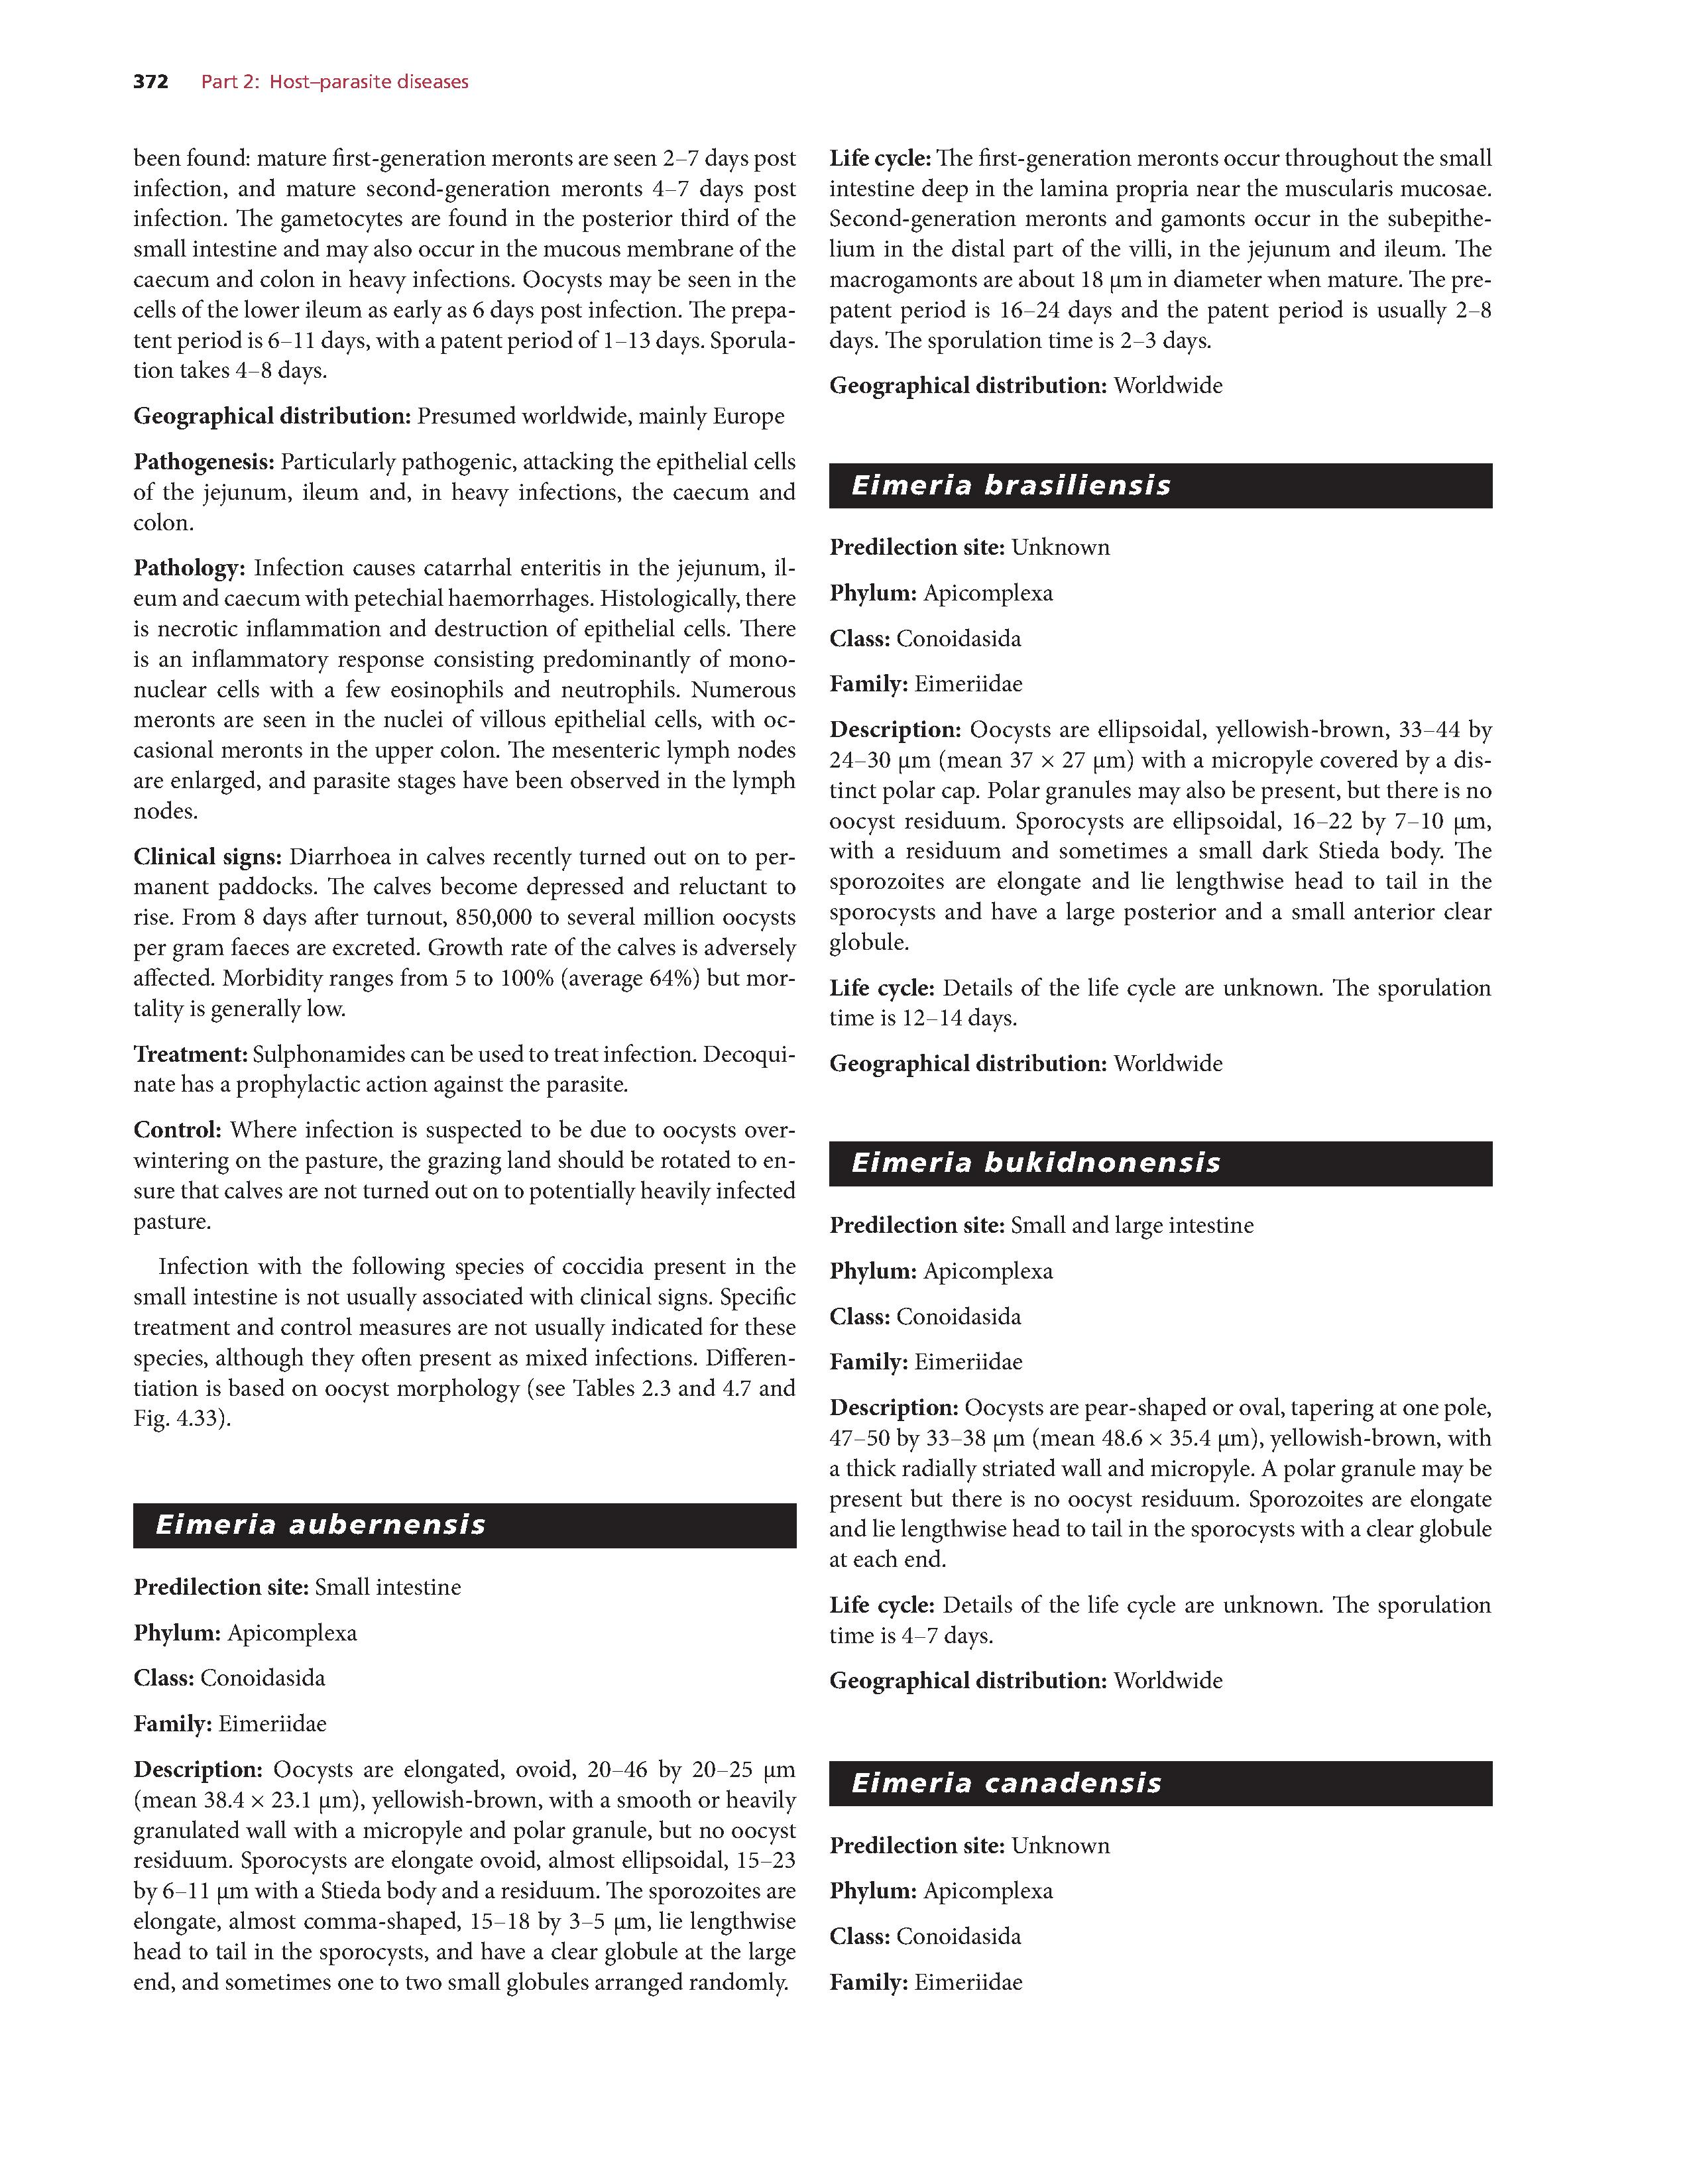 372 Part 2: Host–parasite diseases
been found: mature first-generation meronts are seen 2–7 days post
infection, and mature second-generation meronts 4–7 days post
infection. The gametocytes are found in the posterior third of the
small intestine and may also occur in the mucous membrane of the
caecum and colon in heavy infections. Oocysts may be seen in the
cells of the lower ileum as early as 6 days post infection. The prepa-
tent period is 6–11 days, with a patent period of 1–13 days. Sporula-
tion takes 4–8 days.
Geographical distribution: Presumed worldwide, mainly Europe
Pathogenesis: Particularly pathogenic, attacking the epithelial cells
of the jejunum, ileum and, in heavy infections, the caecum and
colon.
Pathology: Infection causes catarrhal enteritis in the jejunum, il-
eum and caecum with petechial haemorrhages. Histologically, there
is necrotic inflammation and destruction of epithelial cells. There
is an inflammatory response consisting predominantly of mono-
nuclear cells with a few eosinophils and neutrophils. Numerous
meronts are seen in the nuclei of villous epithelial cells, with oc-
casional meronts in the upper colon. The mesenteric lymph nodes
are enlarged, and parasite stages have been observed in the lymph
nodes.
Clinical signs: Diarrhoea in calves recently turned out on to per-
manent paddocks. The calves become depressed and reluctant to
rise. From 8 days after turnout, 850,000 to several million oocysts
per gram faeces are excreted. Growth rate of the calves is adversely
affected. Morbidity ranges from 5 to 100% (average 64%) but mor-
tality is generally low.
Treatment: Sulphonamides can be used to treat infection. Decoqui-
nate has a prophylactic action against the parasite.
Control: Where infection is suspected to be due to oocysts over-
wintering on the pasture, the grazing land should be rotated to en-
sure that calves are not turned out on to potentially heavily infected
pasture.
Infection with the following species of coccidia present in the
small intestine is not usually associated with clinical signs. Specific
treatment and control measures are not usually indicated for these
species, although they often present as mixed infections. Differen-
tiation is based on oocyst morphology (see Tables 2.3 and 4.7 and
Fig. 4.33).
Eimeria aubernensis
Predilection site: Small intestine
Phylum: Apicomplexa
Class: Conoidasida
Family: Eimeriidae
Description: Oocysts are elongated, ovoid, 20–46 by 20–25 μm
(mean 38.4 × 23.1 μm), yellowish-brown, with a smooth or heavily
granulated wall with a micropyle and polar granule, but no oocyst
residuum. Sporocysts are elongate ovoid, almost ellipsoidal, 15–23
by 6–11 μm with a Stieda body and a residuum. The sporozoites are
elongate, almost comma-shaped, 15–18 by 3–5 μm, lie lengthwise
head to tail in the sporocysts, and have a clear globule at the large
end, and sometimes one to two small globules arranged randomly.
Life cycle: The first-generation meronts occur throughout the small
intestine deep in the lamina propria near the muscularis mucosae.
Second-generation meronts and gamonts occur in the subepithe-
lium in the distal part of the villi, in the jejunum and ileum. The
macrogamonts are about 18 μm in diameter when mature. The pre-
patent period is 16–24 days and the patent period is usually 2–8
days. The sporulation time is 2–3 days.
Geographical distribution: Worldwide
Eimeria brasiliensis
Predilection site: Unknown
Phylum: Apicomplexa
Class: Conoidasida
Family: Eimeriidae
Description: Oocysts are ellipsoidal, yellowish-brown, 33–44 by
24–30 μm (mean 37 × 27 μm) with a micropyle covered by a dis-
tinct polar cap. Polar granules may also be present, but there is no
oocyst residuum. Sporocysts are ellipsoidal, 16–22 by 7–10 μm,
with a residuum and sometimes a small dark Stieda body. The
sporozoites are elongate and lie lengthwise head to tail in the
sporocysts and have a large posterior and a small anterior clear
globule.
Life cycle: Details of the life cycle are unknown. The sporulation
time is 12–14 days.
Geographical distribution: Worldwide
Eimeria bukidnonensis
Predilection site: Small and large intestine
Phylum: Apicomplexa
Class: Conoidasida
Family: Eimeriidae
Description: Oocysts are pear-shaped or oval, tapering at one pole,
47–50 by 33–38 μm (mean 48.6 × 35.4 μm), yellowish-brown, with
a thick radially striated wall and micropyle. A polar granule may be
present but there is no oocyst residuum. Sporozoites are elongate
and lie lengthwise head to tail in the sporocysts with a clear globule
at each end.
Life cycle: Details of the life cycle are unknown. The sporulation
time is 4–7 days.
Geographical distribution: Worldwide
Eimeria canadensis
Predilection site: Unknown
Phylum: Apicomplexa
Class: Conoidasida
Family: Eimeriidae